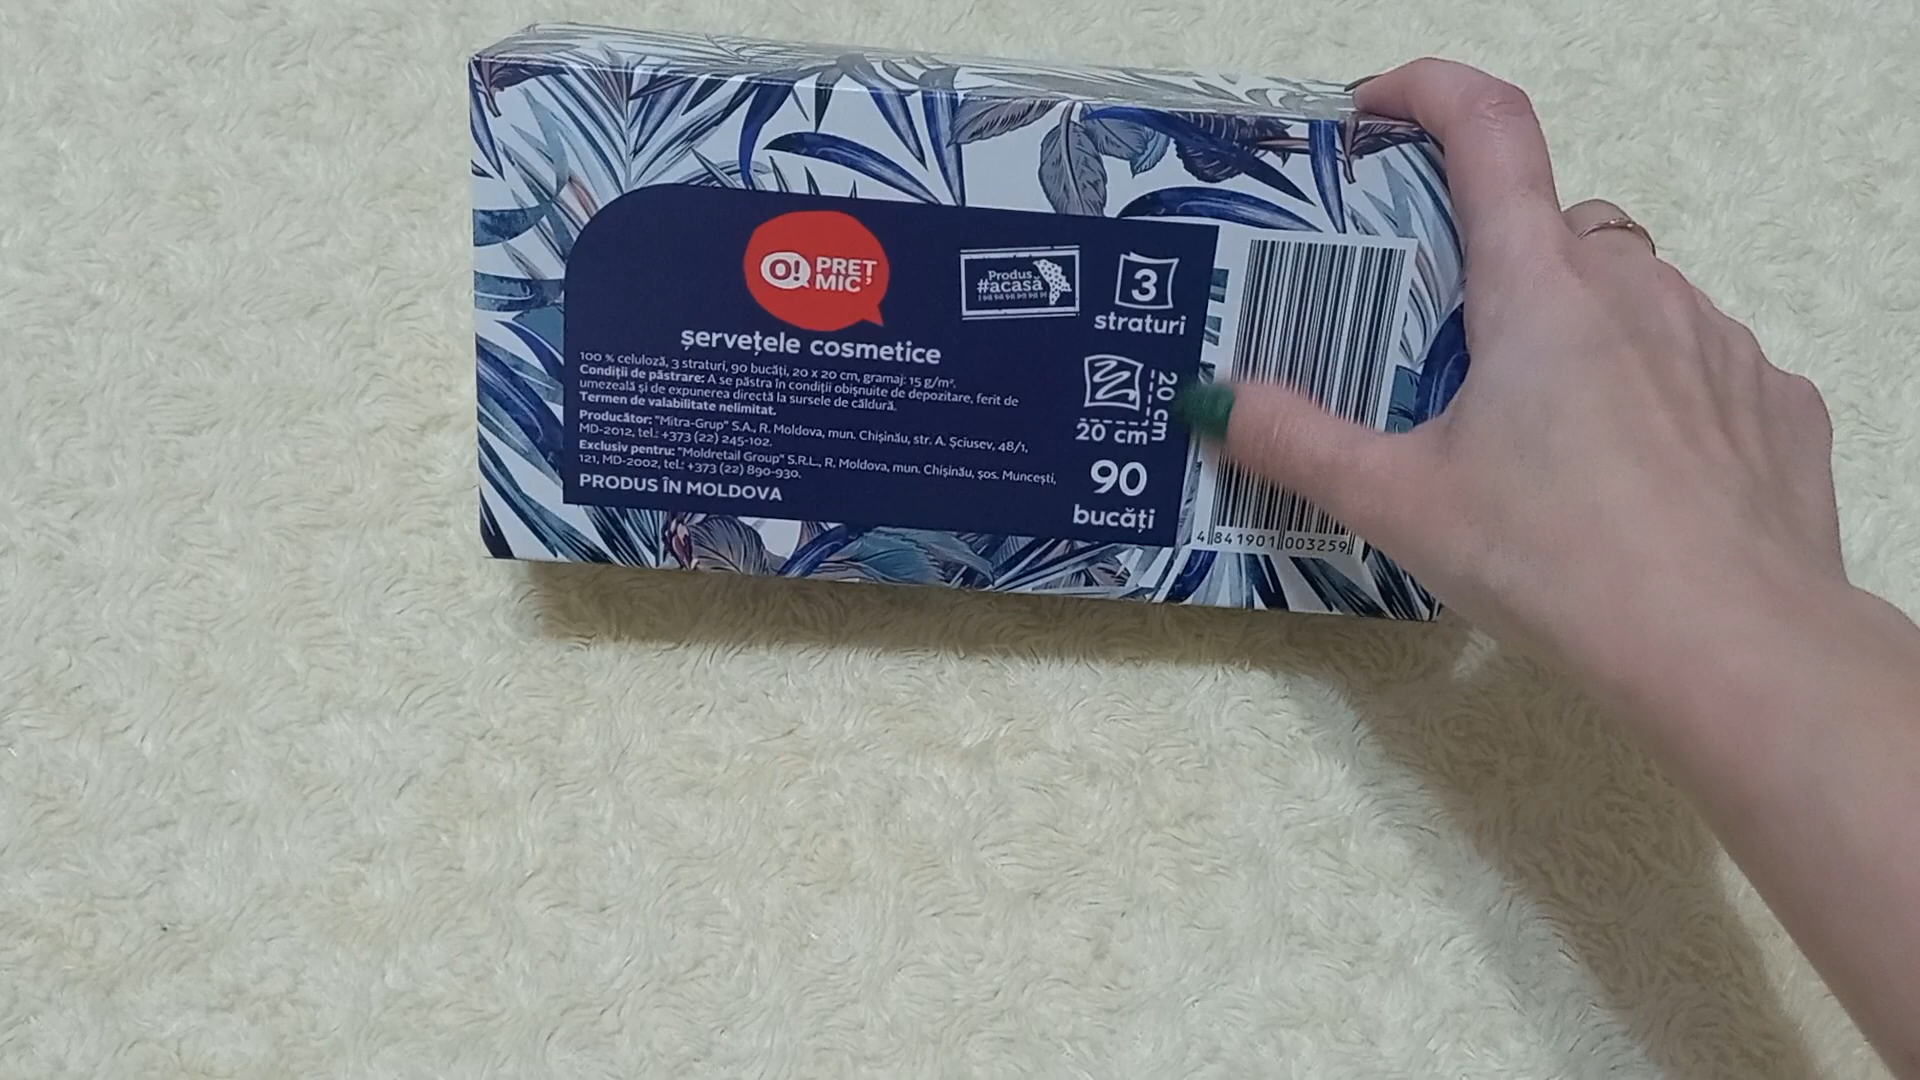 O! PREȚ
MIC
șervețele cosmetice
100 % celuloză, 3 straturi, 90 bucăți, 20 x 20 cm, gramaj: 15 g/m².
Condiții de păstrare: A se păstra în condiții obișnuite de depozitare, ferit de
umezeală și de expunerea directă la sursele de căldură.
Termen de valabilitate nelimitat.
Producător: "Mitra-Grup" S.A., R. Moldova, mun. Chișinău, str. A. Șciusev, 48/1,
MD-2012, tel.: +373 (22) 245-102.
Exclusiv pentru: "Moldretail Group" S.R.L., R. Moldova, mun. Chișinău, șos. Muncești,
121, MD-2002, tel.: +373 (22) 890-930.
PRODUS ÎN MOLDOVA
Produs
#acasă
3
straturi
20 cm
20 cm
90
bucăți
4 841901 003259